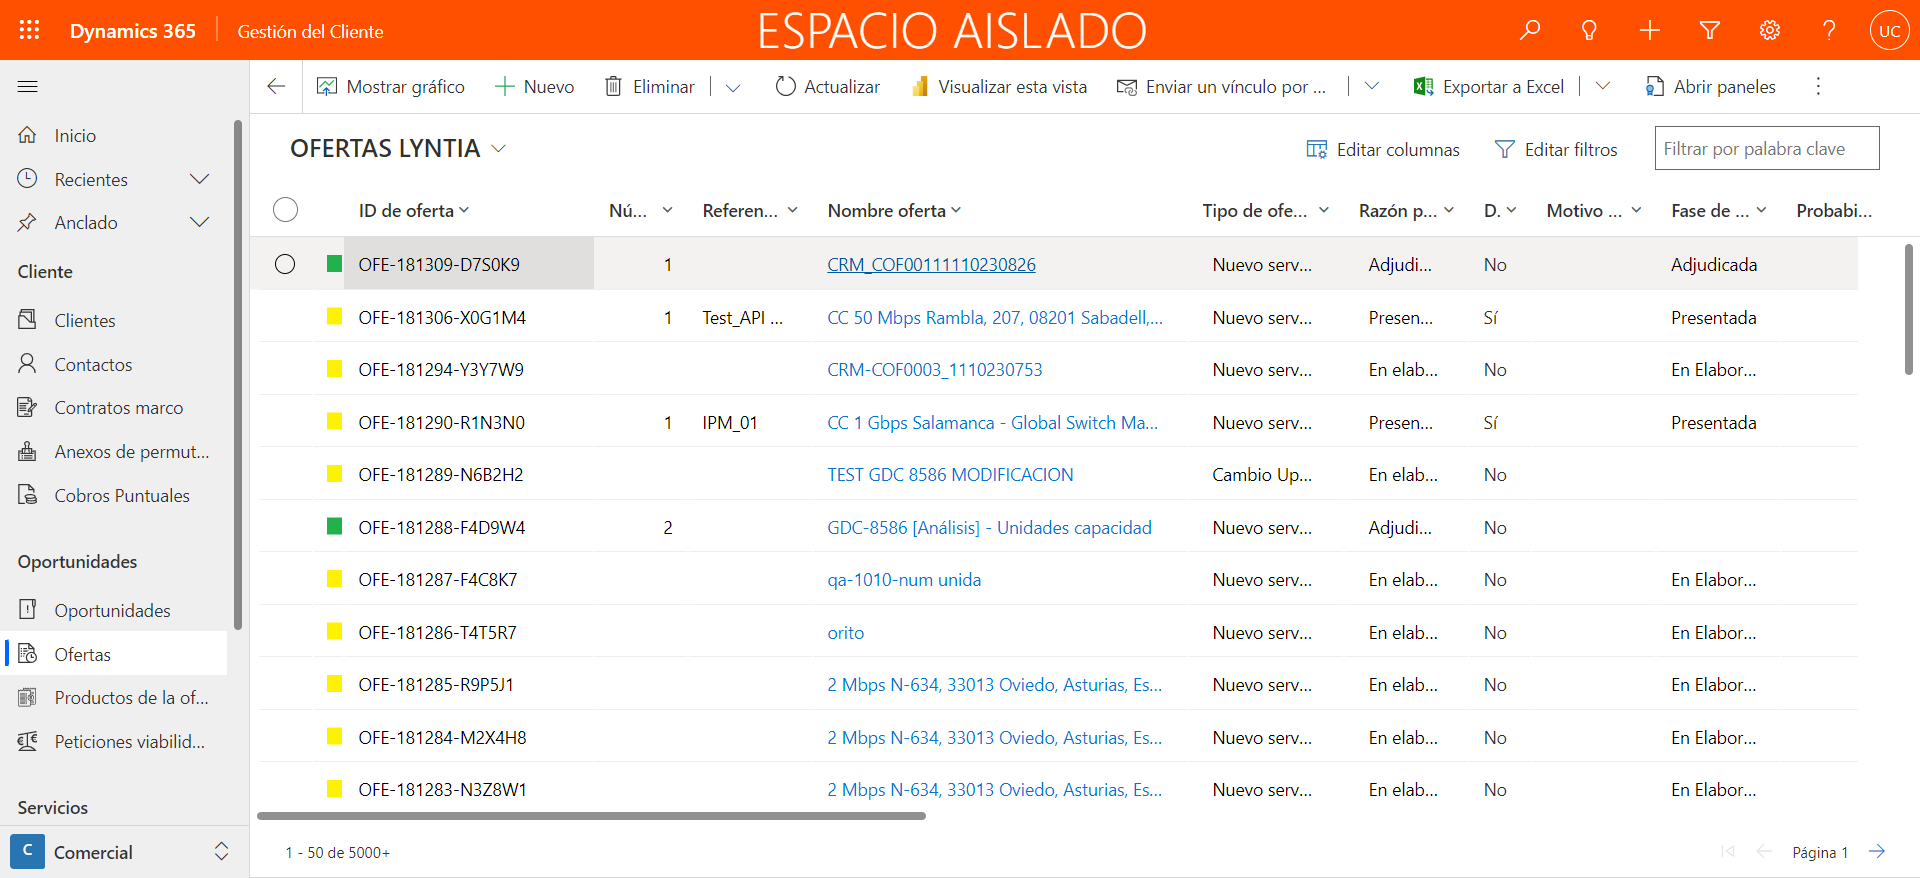 Dynamics 365 Gestión del Cliente ESPACIO AISLADO UC
Mostrar gráfico Nuevo Eliminar Actualizar Visualizar esta vista Enviar un vínculo por ... Exportar a Excel Abrir paneles
Inicio
Recientes
Anclado
Cliente
Clientes
Contactos
Contratos marco
Anexos de permut...
Cobros Puntuales
Oportunidades
Oportunidades
Ofertas
Productos de la of...
Peticiones viabilid...
Servicios
C Comercial
OFERTAS LYNTIA Editar columnas Editar filtros Filtrar por palabra clave
ID de oferta Nú... Referen... Nombre oferta Tipo de ofe... Razón p... D. Motivo ... Fase de ... Probabi...
OFE-181309-D7S0K9 1 CRM_COF00111110230826 Nuevo serv... Adjudi... No Adjudicada
OFE-181306-X0G1M4 1 Test_API ... CC 50 Mbps Rambla, 207, 08201 Sabadell,... Nuevo serv... Presen... Sí Presentada
OFE-181294-Y3Y7W9 CRM-COF0003_1110230753 Nuevo serv... En elab... No En Elabor...
OFE-181290-R1N3N0 1 IPM_01 CC 1 Gbps Salamanca - Global Switch Ma... Nuevo serv... Presen... Sí Presentada
OFE-181289-N6B2H2 TEST GDC 8586 MODIFICACION Cambio Up... En elab... No
OFE-181288-F4D9W4 2 GDC-8586 [Análisis] - Unidades capacidad Nuevo serv... Adjudi... No
OFE-181287-F4C8K7 qa-1010-num unida Nuevo serv... En elab... No En Elabor...
OFE-181286-T4T5R7 orito Nuevo serv... En elab... No En Elabor...
OFE-181285-R9P5J1 2 Mbps N-634, 33013 Oviedo, Asturias, Es... Nuevo serv... En elab... No En Elabor...
OFE-181284-M2X4H8 2 Mbps N-634, 33013 Oviedo, Asturias, Es... Nuevo serv... En elab... No En Elabor...
OFE-181283-N3Z8W1 2 Mbps N-634, 33013 Oviedo, Asturias, Es... Nuevo serv... En elab... No En Elabor...
1 - 50 de 5000+ Página 1